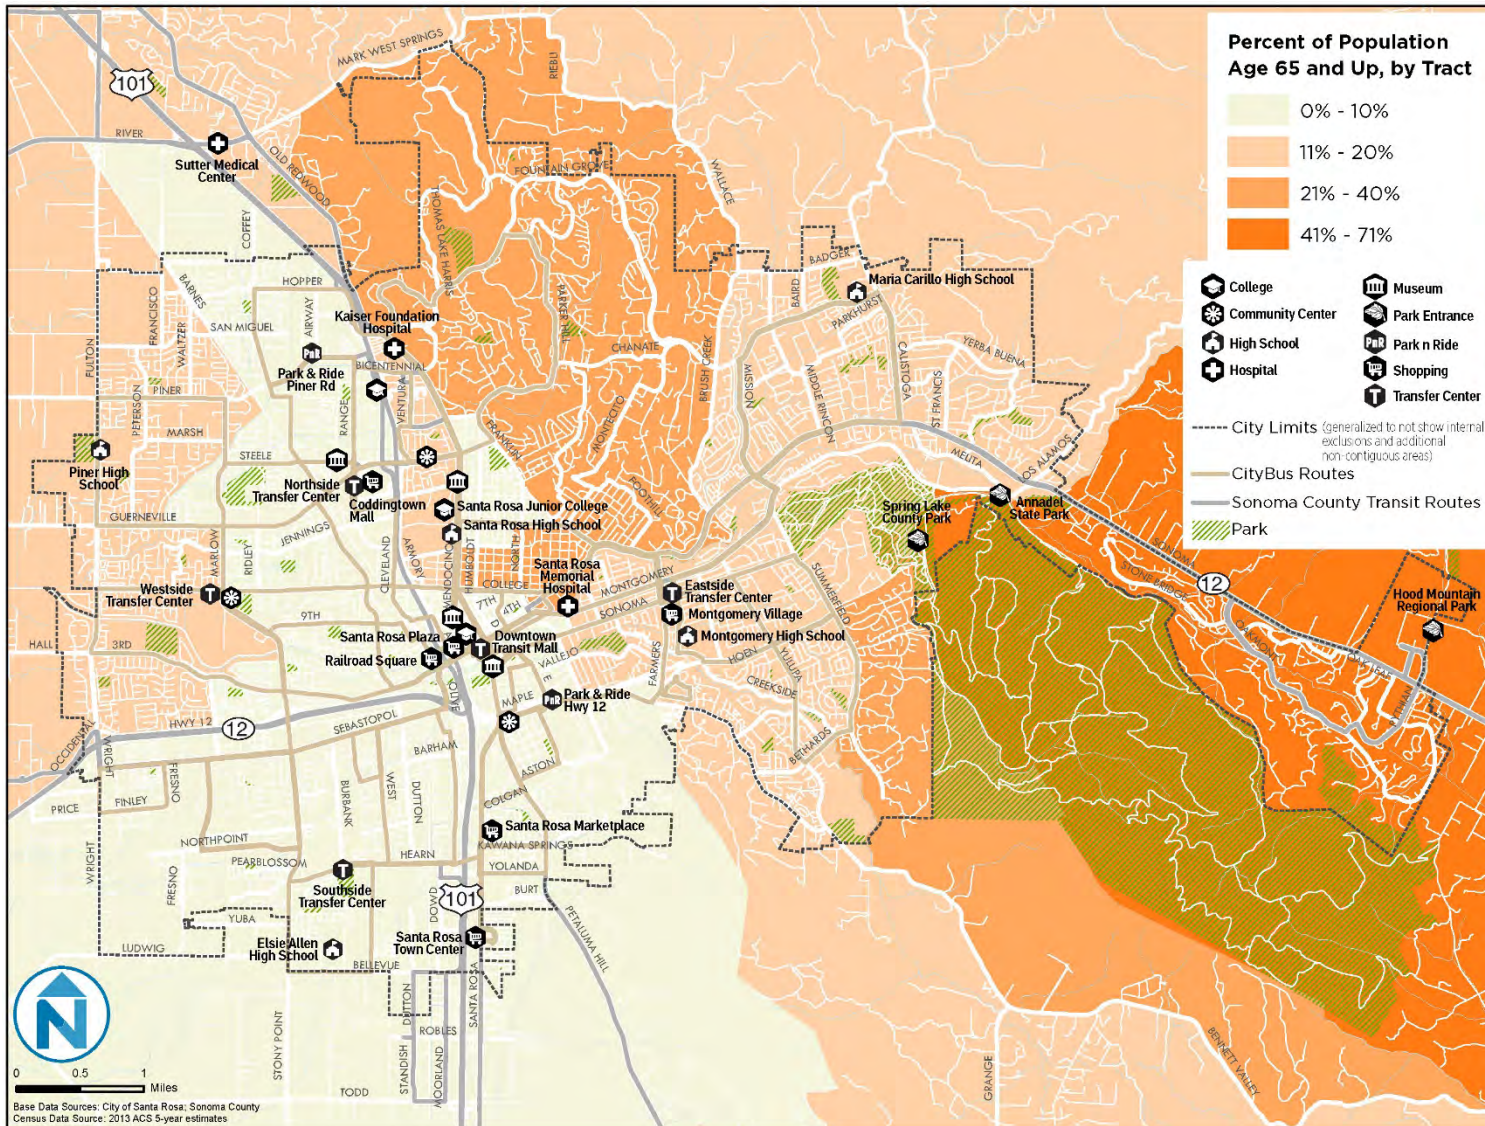 Percent of Population
Age 65 and Up, by Tract
0% - 10%
11% - 20%
21% - 40%
41% - 71%
College
Community Center
High School
Hospital
Museum
Park Entrance
PnR
Park n Ride
Shopping
T
Transfer Center
City Limits (generalized to not show internal
exclusions and additional
non-contiguous areas)
CityBus Routes
Sonoma County Transit Routes
Park
MARK WEST SPRINGS
RIEBLI
101
RIVER
Sutter Medical
Center
OLD REDWOOD
FOUNTAIN GROVE
WALLACE
THOMAS LAKE HARRIS
COFFEY
BARNES
HOPPER
BADGER
Maria Carillo High School
BAIRD
PARKHURST
FRANCISCO
WALTZER
SAN MIGUEL
AIRWAY
Kaiser Foundation
Hospital
PARKER HILL
CHANATE
YERBA BUENA
FULTON
PnR
Park & Ride
Piner Rd
BICENTENNIAL
BRUSH CREEK
MISSION
MIDDLE RINCON
CALISTOGA
ST FRANCIS
PINER
PETERSON
RANGE
VENTURA
MONTECITO
MARSH
FRANKLIN
STEELE
MELITA
LOS ALAMOS
Piner High
School
Northside
Transfer Center
T
Coddingtown
Mall
FOOTHILL
Santa Rosa Junior College
Santa Rosa High School
Spring Lake
County Park
Annadel
State Park
GUERNEVILLE
JENNINGS
MARLOW
RIDLEY
CLEVELAND
ARMORY
MENDOCINO
HUMBOLDT
NORTH
SONOMA
12
STONE BRIDGE
Santa Rosa
Memorial
Hospital
COLLEGE
MONTGOMERY
SUMMERFIELD
Westside
Transfer Center
T
7TH
4TH
SONOMA
T
Eastside
Transfer Center
Montgomery Village
Hood Mountain
Regional Park
9TH
D
Santa Rosa Plaza
T
Downtown
Transit Mall
Montgomery High School
OAKMONT
HALL
3RD
Railroad Square
VALLEJO
HOEN
YULUPA
OAK LEAF
FARMERS
E
CREEKSIDE
PYTHIAN
OLIVE
MAPLE
PnR
Park & Ride
Hwy 12
OCCIDENTAL
HWY 12
12
SEBASTOPOL
BARHAM
BETHARDS
WRIGHT
FRESNO
ASTON
BURBANK
WEST
DUTTON
COLGAN
PRICE
FINLEY
NORTHPOINT
Santa Rosa Marketplace
PEARBLOSSOM
HEARN
KAWANA SPRINGS
WRIGHT
FRESNO
T
Southside
Transfer Center
YOLANDA
101
DOWD
BURT
YUBA
PETALUMA HILL
LUDWIG
Elsie Allen
High School
Santa Rosa
Town Center
BELLEVUE
N
DUTTON
SANTA ROSA
STONY POINT
ROBLES
STANDISH
MOORLAND
TODD
GRANGE
BENNETT VALLEY
0 0.5 1
Miles
Base Data Sources: City of Santa Rosa; Sonoma County
Census Data Source: 2013 ACS 5-year estimates